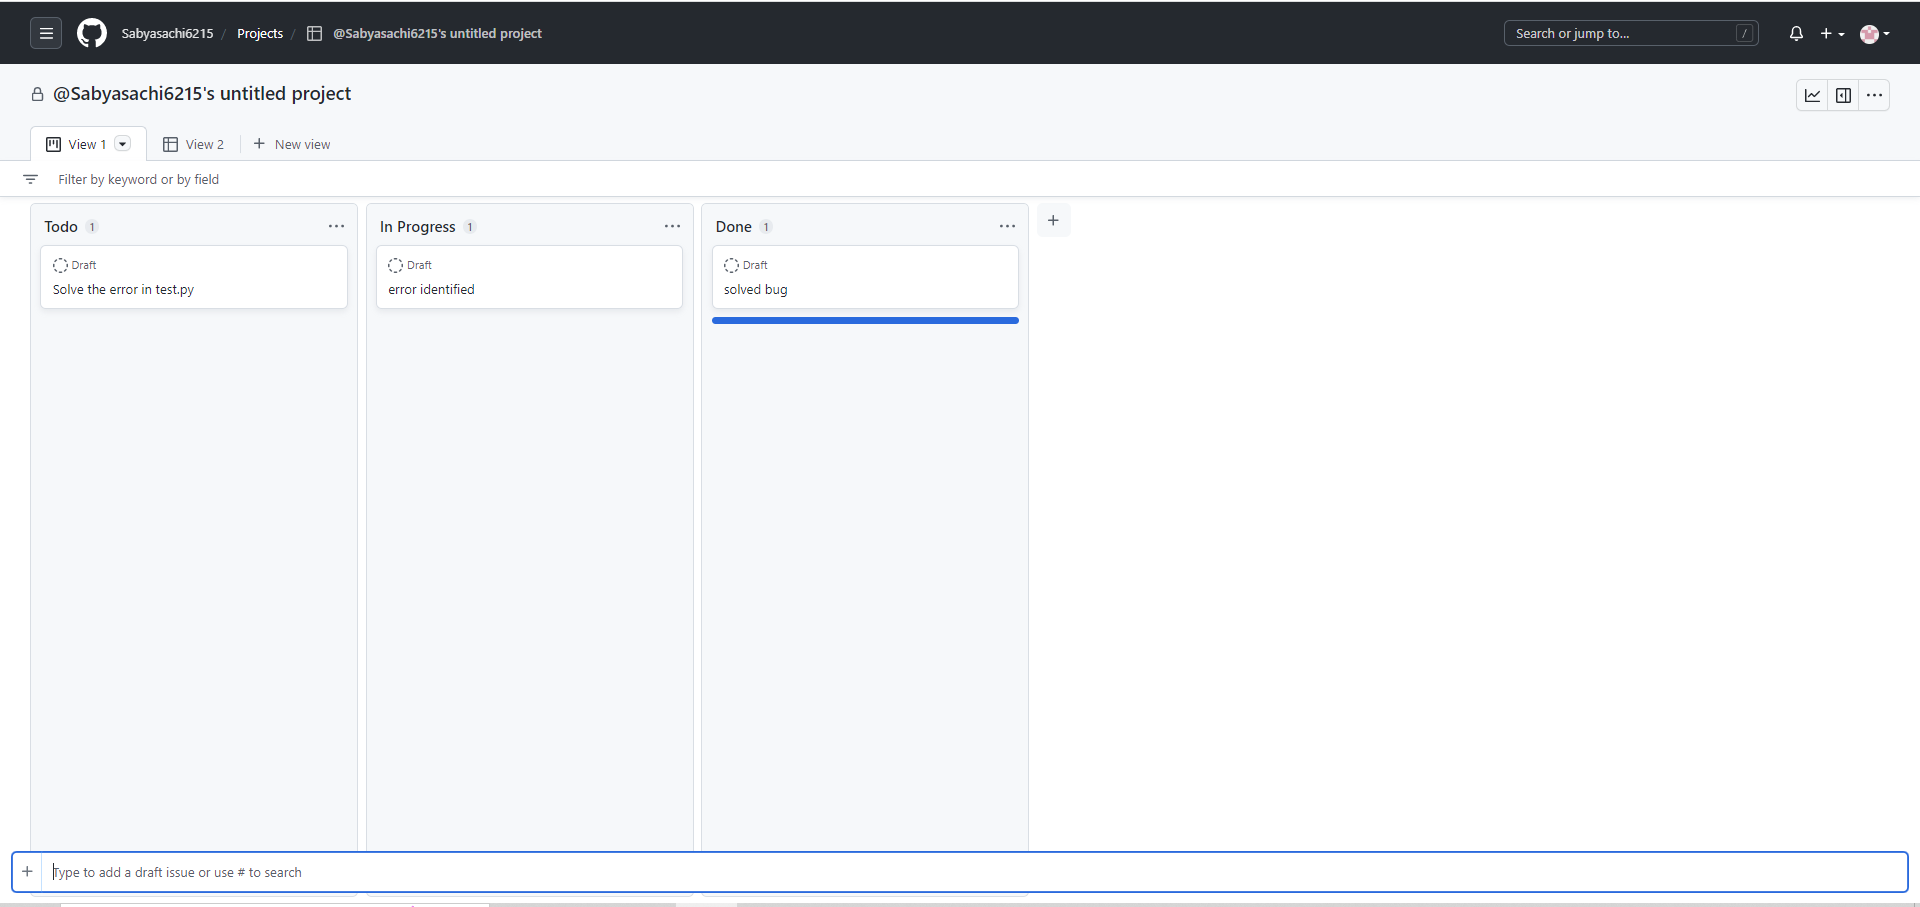 Sabyasachi6215 / Projects / @Sabyasachi6215's untitled project
Search or jump to... /
@Sabyasachi6215's untitled project
View 1 View 2 + New view
Filter by keyword or by field
Todo 1
Draft
Solve the error in test.py
In Progress 1
Draft
error identified
Done 1
Draft
solved bug
Type to add a draft issue or use # to search